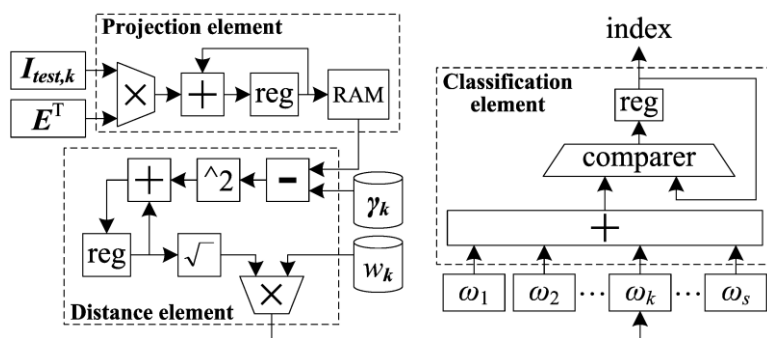 Projection element
I_test,k
E^T
×
+
reg
RAM
+
^2
-
γ_k
reg
√
w_k
×
Distance element
index
Classification
element
reg
comparer
+
ω_1 ω_2 ··· ω_k ··· ω_s